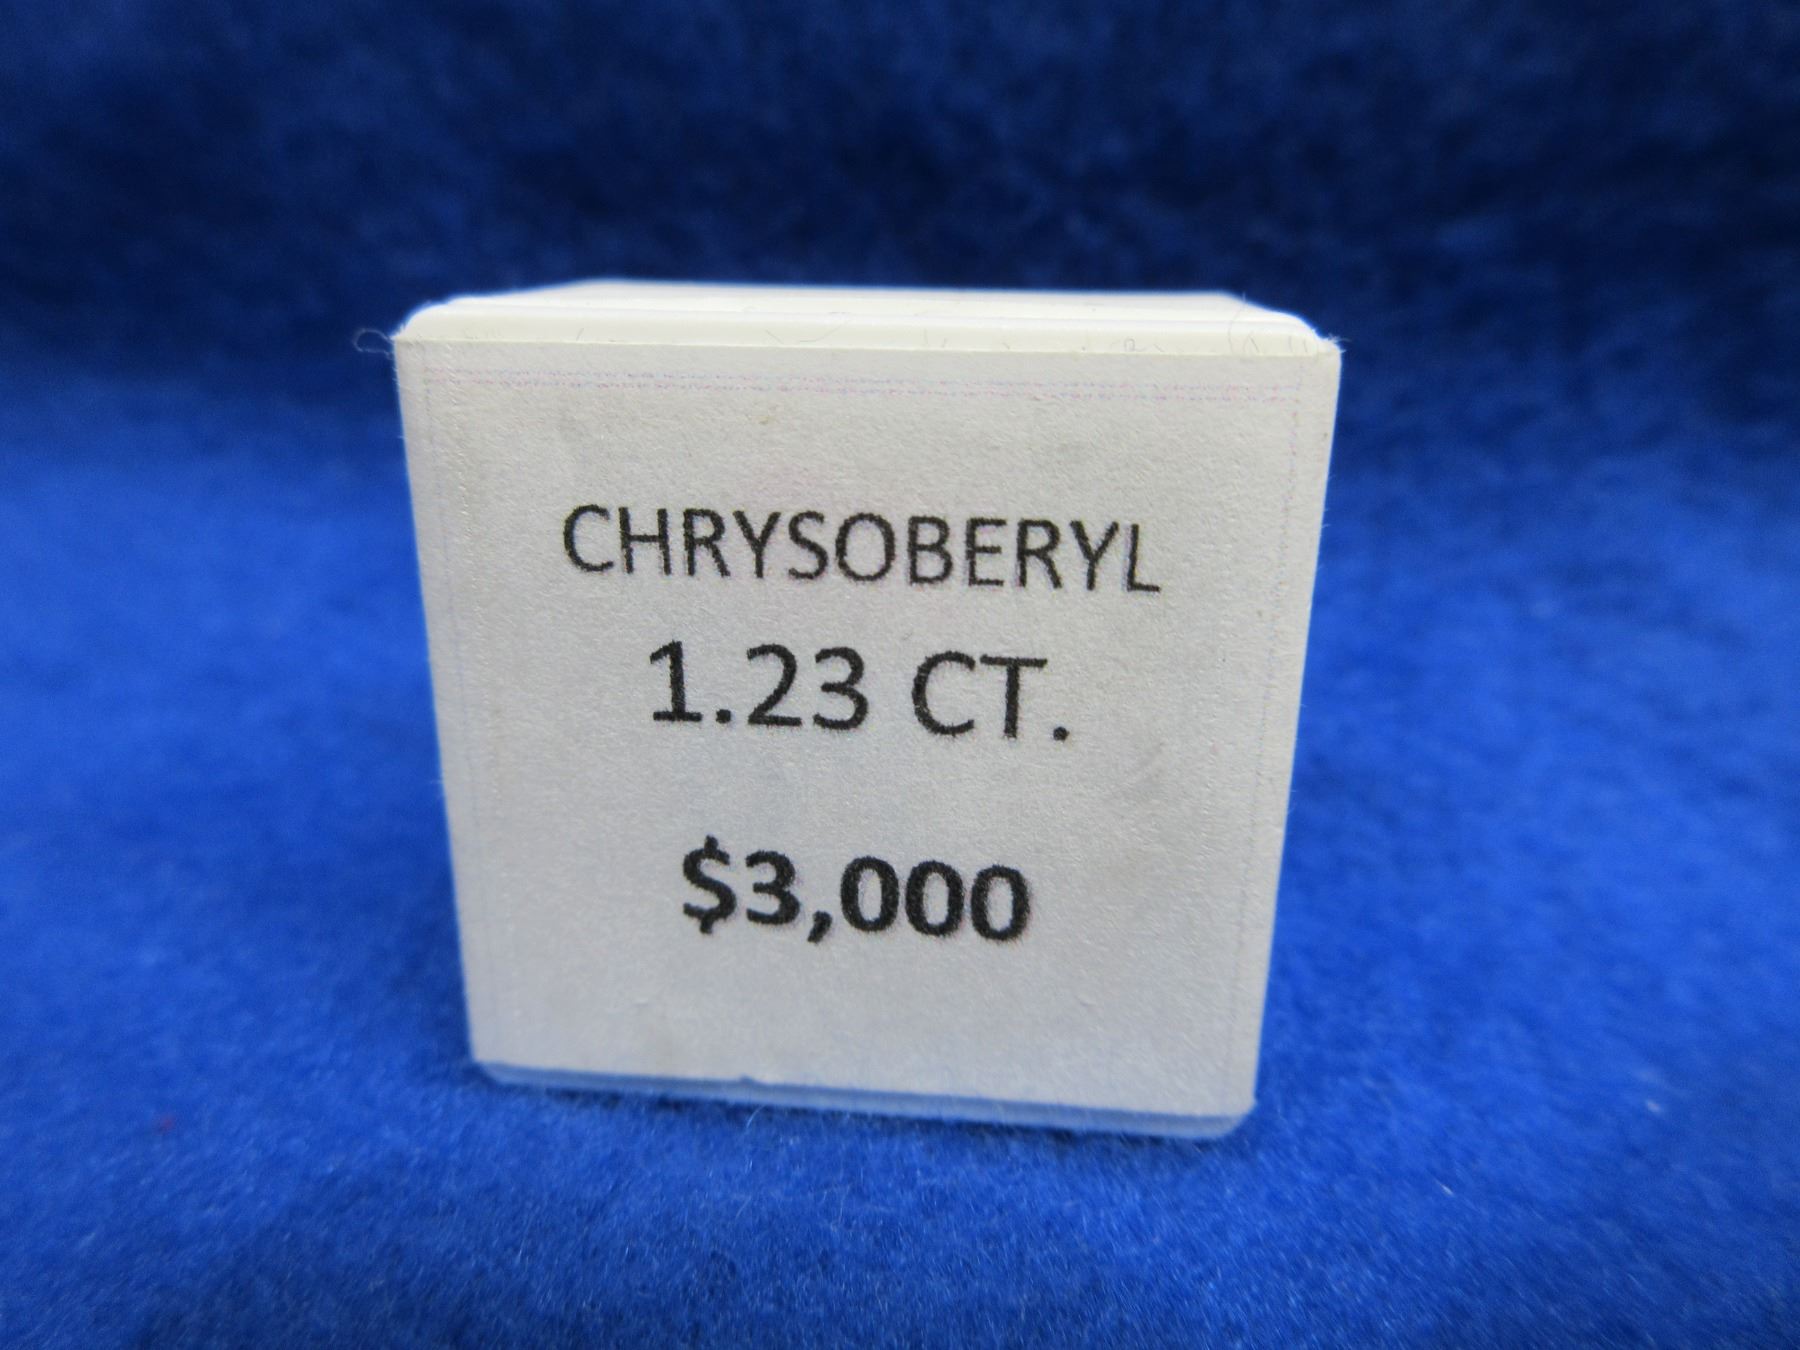 CHRYSOBERYL
1.23 CT.
$3,000